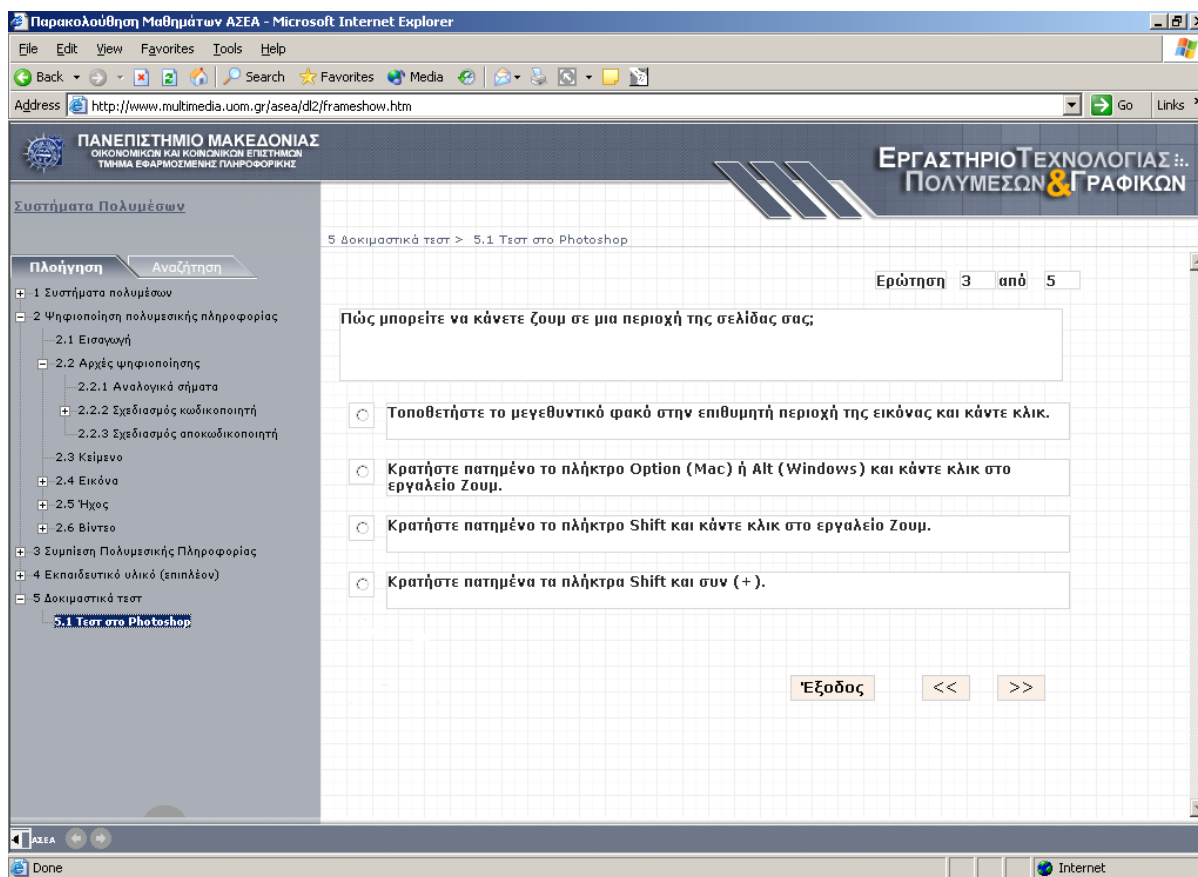 Παρακολούθηση Μαθημάτων ΑΣΕΑ - Microsoft Internet Explorer
File Edit View Favorites Tools Help
Back Search Favorites Media
Address http://www.multimedia.uom.gr/asea/dl2/frameshow.htm Go Links
ΠΑΝΕΠΙΣΤΗΜΙΟ ΜΑΚΕΔΟΝΙΑΣ
ΟΙΚΟΝΟΜΙΚΩΝ ΚΑΙ ΚΟΙΝΩΝΙΚΩΝ ΕΠΙΣΤΗΜΩΝ
ΤΜΗΜΑ ΕΦΑΡΜΟΣΜΕΝΗΣ ΠΛΗΡΟΦΟΡΙΚΗΣ
ΕΡΓΑΣΤΗΡΙΟ ΤΕΧΝΟΛΟΓΙΑΣ
ΠΟΛΥΜΕΣΩΝ & ΓΡΑΦΙΚΩΝ
Συστήματα Πολυμέσων
5 Δοκιμαστικά τεστ > 5.1 Τεστ στο Photoshop
Πλοήγηση Αναζήτηση
1 Συστήματα πολυμέσων
2 Ψηφιοποίηση πολυμεσικής πληροφορίας
2.1 Εισαγωγή
2.2 Αρχές ψηφιοποίησης
2.2.1 Αναλογικά σήματα
2.2.2 Σχεδιασμός κωδικοποιητή
2.2.3 Σχεδιασμός αποκωδικοποιητή
2.3 Κείμενο
2.4 Εικόνα
2.5 Ήχος
2.6 Βίντεο
3 Συμπίεση Πολυμεσικής Πληροφορίας
4 Εκπαιδευτικό υλικό (επιπλέον)
5 Δοκιμαστικά τεστ
5.1 Τεστ στο Photoshop
Ερώτηση 3 από 5
Πώς μπορείτε να κάνετε ζουμ σε μια περιοχή της σελίδας σας;
Τοποθετήστε το μεγεθυντικό φακό στην επιθυμητή περιοχή της εικόνας και κάντε κλικ.
Κρατήστε πατημένο το πλήκτρο Option (Mac) ή Alt (Windows) και κάντε κλικ στο
εργαλείο Ζουμ.
Κρατήστε πατημένο το πλήκτρο Shift και κάντε κλικ στο εργαλείο Ζουμ.
Κρατήστε πατημένα τα πλήκτρα Shift και συν (+).
Έξοδος << >>
ΑΣΕΑ
Done Internet